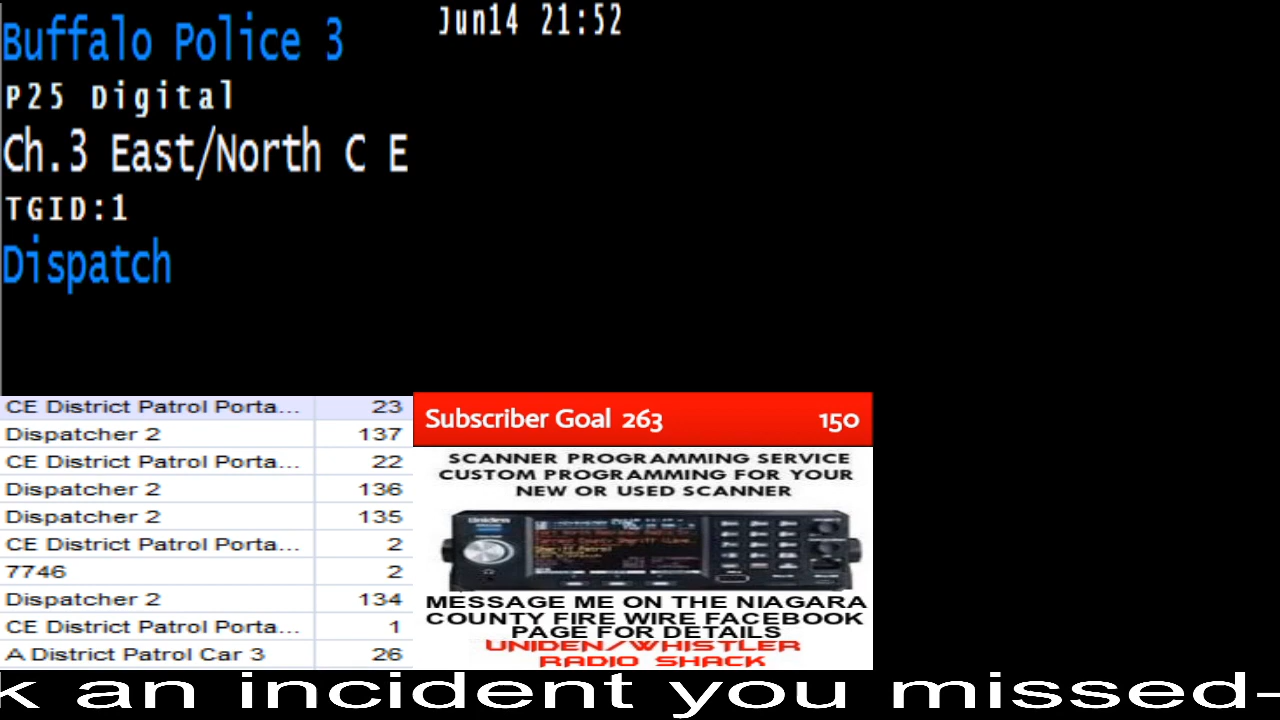 Buffalo Police 3
Jun14 21:52
P25 Digital
Ch.3 East/North C E
TGID:1
Dispatch
CE District Patrol Porta... 23
Dispatcher 2 137
CE District Patrol Porta... 22
Dispatcher 2 136
Dispatcher 2 135
CE District Patrol Porta... 2
7746 2
Dispatcher 2 134
CE District Patrol Porta... 1
A District Patrol Car 3 26
Subscriber Goal 263 150
SCANNER PROGRAMMING SERVICE
CUSTOM PROGRAMMING FOR YOUR
NEW OR USED SCANNER
Uniden
MESSAGE ME ON THE NIAGARA
COUNTY FIRE WIRE FACEBOOK
PAGE FOR DETAILS
UNIDEN/WHISTLER
RADIO SHACK
k an incident you missed-